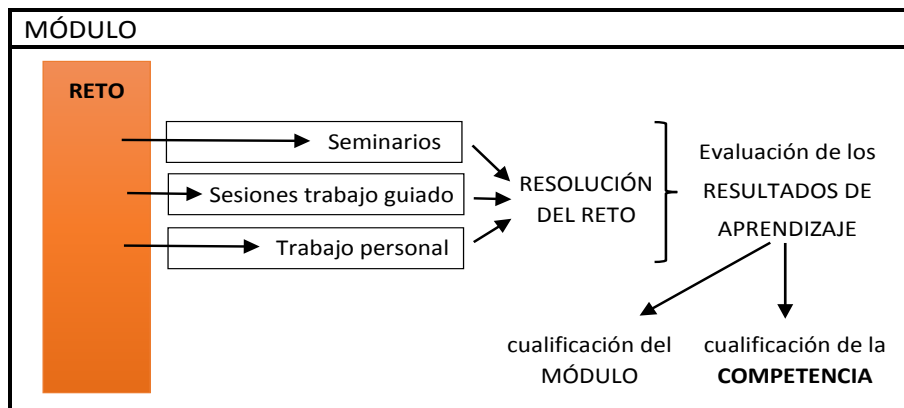 MÓDULO
RETO
Seminarios
Sesiones trabajo guiado
Trabajo personal
RESOLUCIÓN
DEL RETO
Evaluación de los
RESULTADOS DE
APRENDIZAJE
cualificación del
MÓDULO
cualificación de la
COMPETENCIA